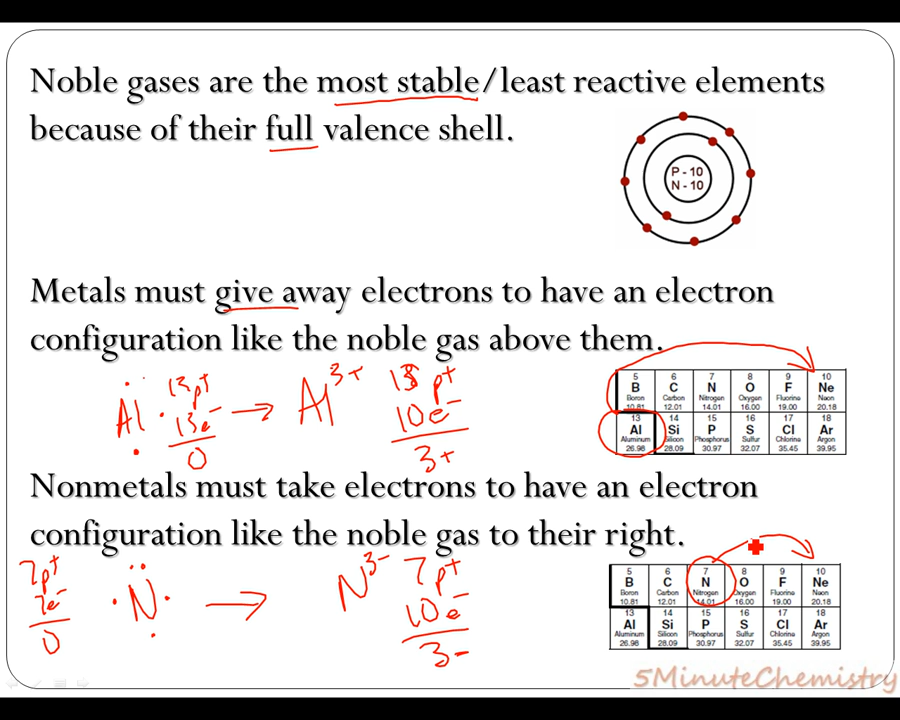 Noble gases are the most stable/least reactive elements
because of their full valence shell.
P - 10
N - 10
Metals must give away electrons to have an electron
configuration like the noble gas above them.
Al 13p+ → Al3+ 13p+
13e- 10e-
0 3+
5 6 7 8 9 10
B C N O F Ne
Boron Carbon Nitrogen Oxygen Fluorine Neon
10.81 12.01 14.01 16.00 19.00 20.18
13 14 15 16 17 18
Al Si P S Cl Ar
Aluminum Silicon Phosphorus Sulfur Chlorine Argon
26.98 28.09 30.97 32.07 35.45 39.95
Nonmetals must take electrons to have an electron
configuration like the noble gas to their right.
7p+ N → N3- 7p+
7e- 10e-
0 3-
5 6 7 8 9 10
B C N O F Ne
Boron Carbon Nitrogen Oxygen Fluorine Neon
10.81 12.01 14.01 16.00 19.00 20.18
13 14 15 16 17 18
Al Si P S Cl Ar
Aluminum Silicon Phosphorus Sulfur Chlorine Argon
26.98 28.09 30.97 32.07 35.45 39.95
5MinuteChemistry